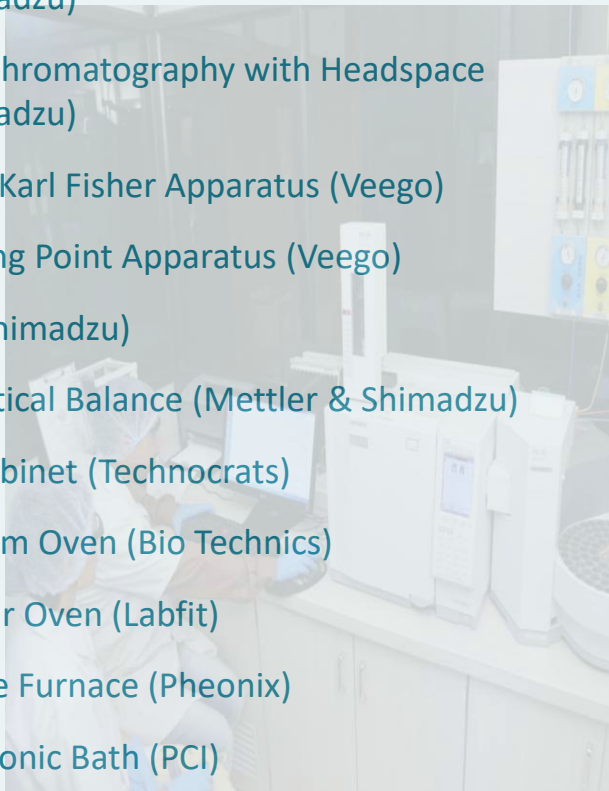 adzu)
hromatography with Headspace
adzu)
Karl Fisher Apparatus (Veego)
ng Point Apparatus (Veego)
himadzu)
tical Balance (Mettler & Shimadzu)
binet (Technocrats)
m Oven (Bio Technics)
r Oven (Labfit)
e Furnace (Pheonix)
onic Bath (PCI)